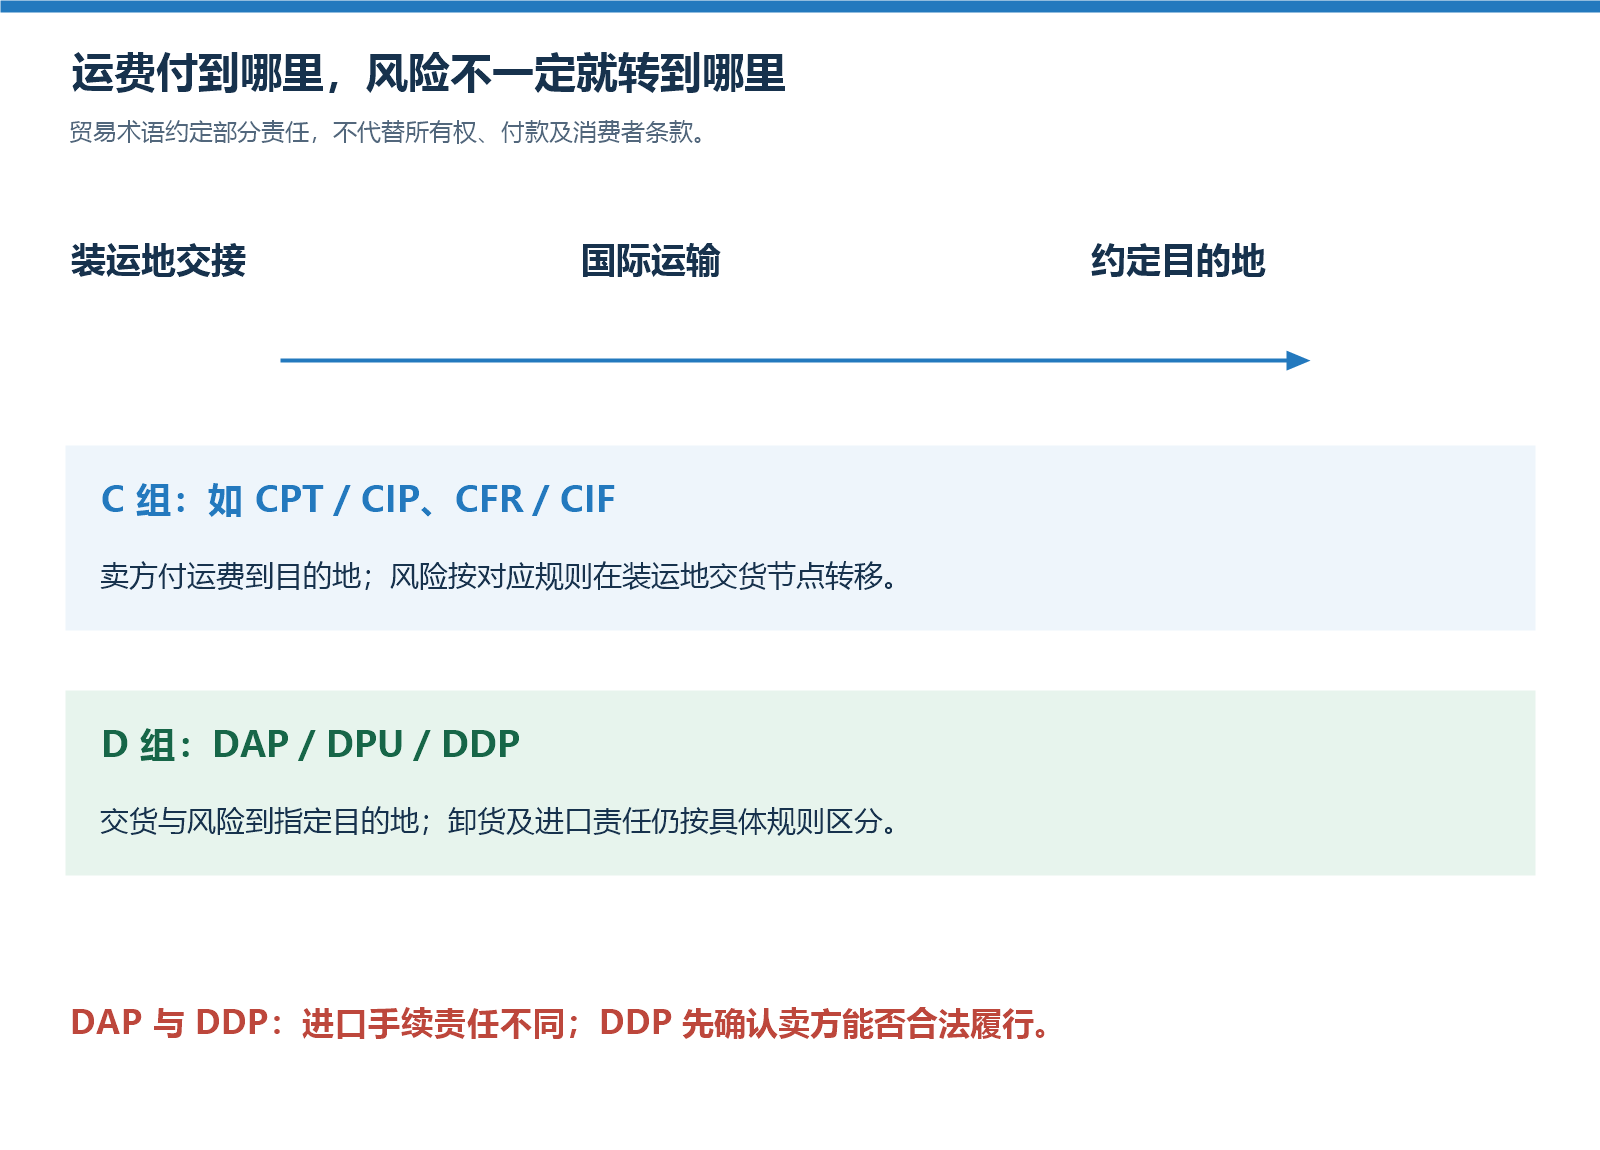 运费付到哪里，风险不一定就转到哪里
贸易术语约定部分责任，不代替所有权、付款及消费者条款。
装运地交接 国际运输 约定目的地
C 组：如 CPT / CIP、CFR / CIF
卖方付运费到目的地；风险按对应规则在装运地交货节点转移。
D 组：DAP / DPU / DDP
交货与风险到指定目的地；卸货及进口责任仍按具体规则区分。
DAP 与 DDP：进口手续责任不同；DDP 先确认卖方能否合法履行。